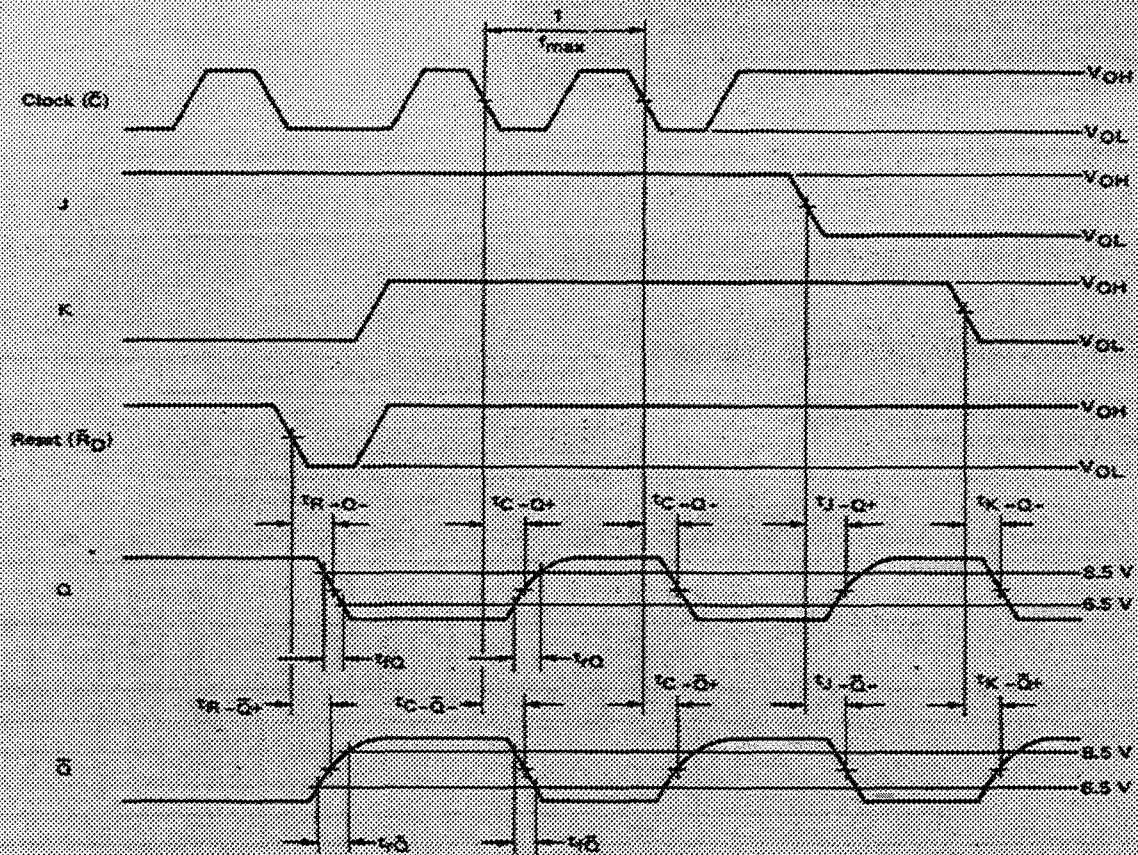 1
fmax
Clock (C̄)
VOH
VOL
J
VOH
VOL
K
VOH
VOL
Reset (R̄D)
VOH
VOL
tR-Q-
tC-Q+
tC-Q-
tJ-Q+
tK-Q-
Q
8.5 V
6.5 V
tfQ
trQ
tR-Q̄+
tC-Q̄-
tC-Q̄+
tJ-Q̄-
tK-Q̄+
Q̄
8.5 V
6.5 V
trQ̄
tfQ̄